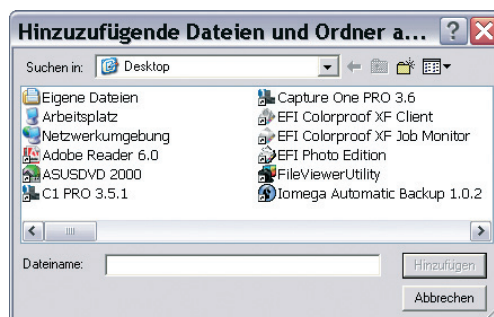 Hinzuzufügende Dateien und Ordner a... ?
Suchen in: Desktop
Eigene Dateien
Arbeitsplatz
Netzwerkumgebung
Adobe Reader 6.0
ASUSDVD 2000
C1 PRO 3.5.1
Capture One PRO 3.6
EFI Colorproof XF Client
EFI Colorproof XF Job Monitor
EFI Photo Edition
FileViewerUtility
Iomega Automatic Backup 1.0.2
Dateiname:
Hinzufügen
Abbrechen